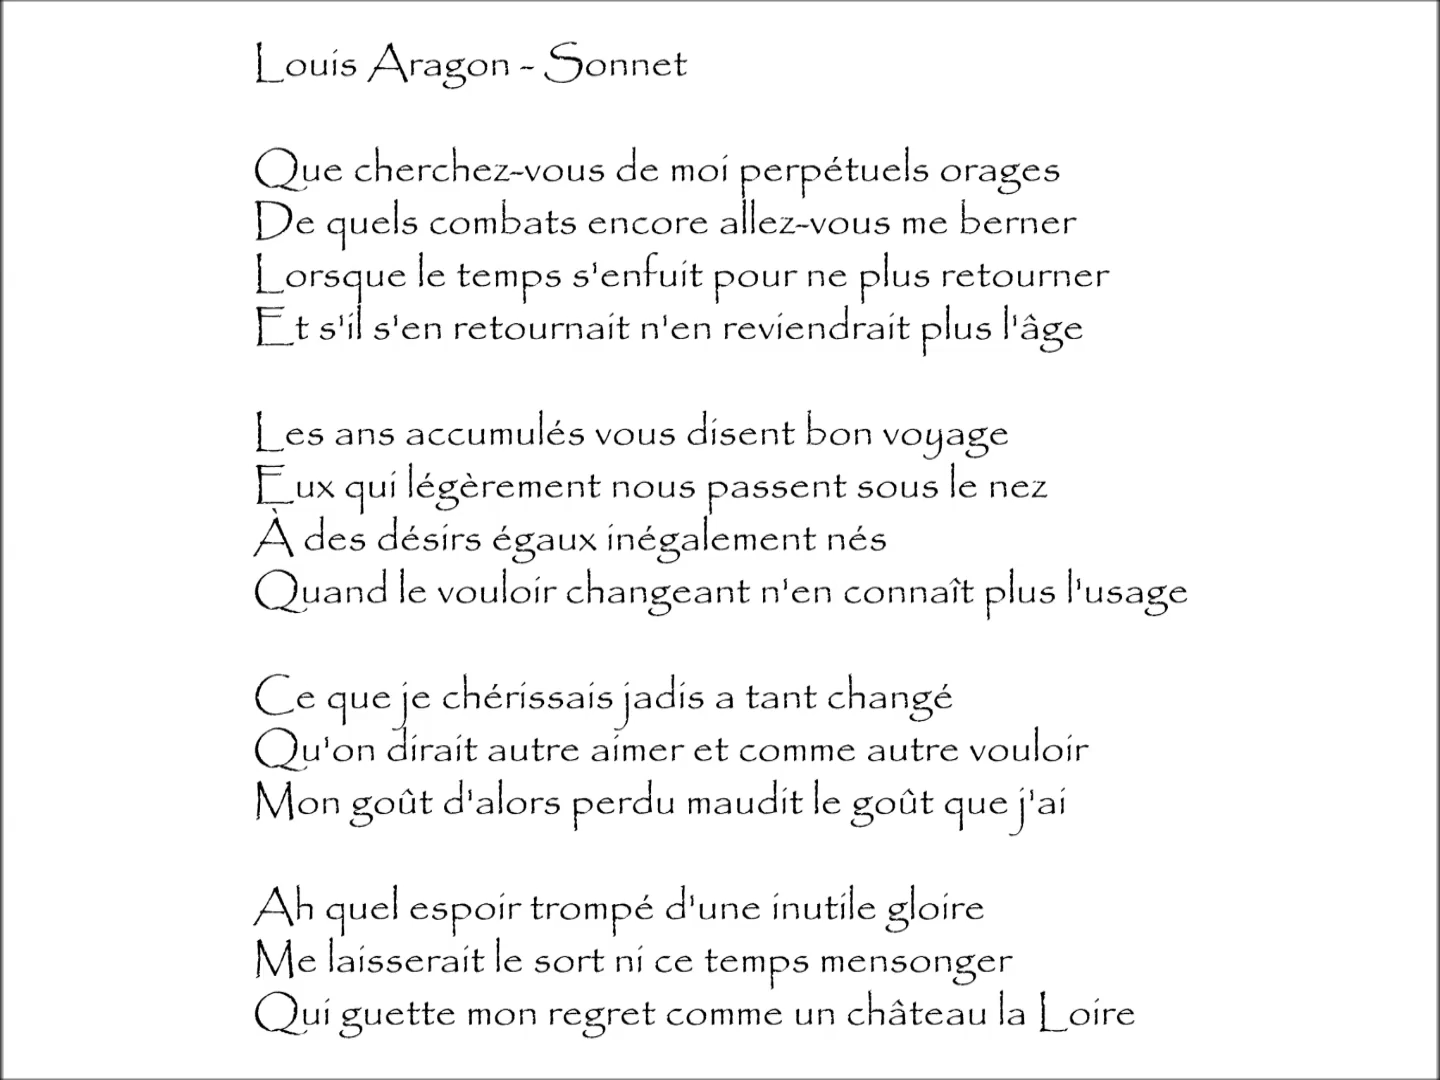 Louis Aragon - Sonnet
Que cherchez-vous de moi perpétuels orages
De quels combats encore allez-vous me berner
Lorsque le temps s'enfuit pour ne plus retourner
Et s'il s'en retournait n'en reviendrait plus l'âge
Les ans accumulés vous disent bon voyage
Eux qui légèrement nous passent sous le nez
À des désirs égaux inégalement nés
Quand le vouloir changeant n'en connaît plus l'usage
Ce que je chérissais jadis a tant changé
Qu'on dirait autre aimer et comme autre vouloir
Mon goût d'alors perdu maudit le goût que j'ai
Ah quel espoir trompé d'une inutile gloire
Me laisserait le sort ni ce temps mensonger
Qui guette mon regret comme un château la Loire